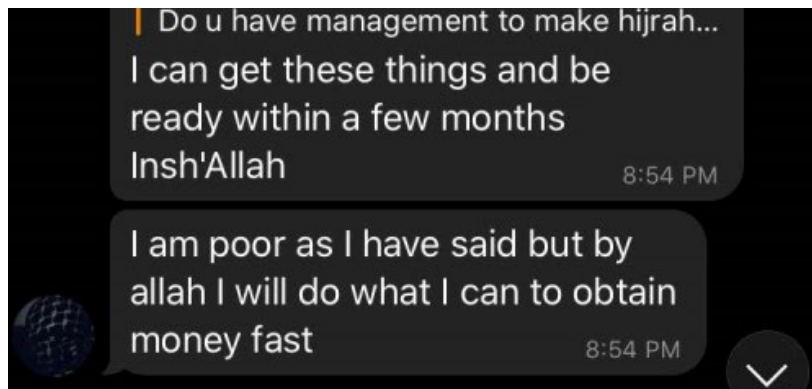 Do u have management to make hijrah...
I can get these things and be
ready within a few months
Insh'Allah
8:54 PM
I am poor as I have said but by
allah I will do what I can to obtain
money fast
8:54 PM